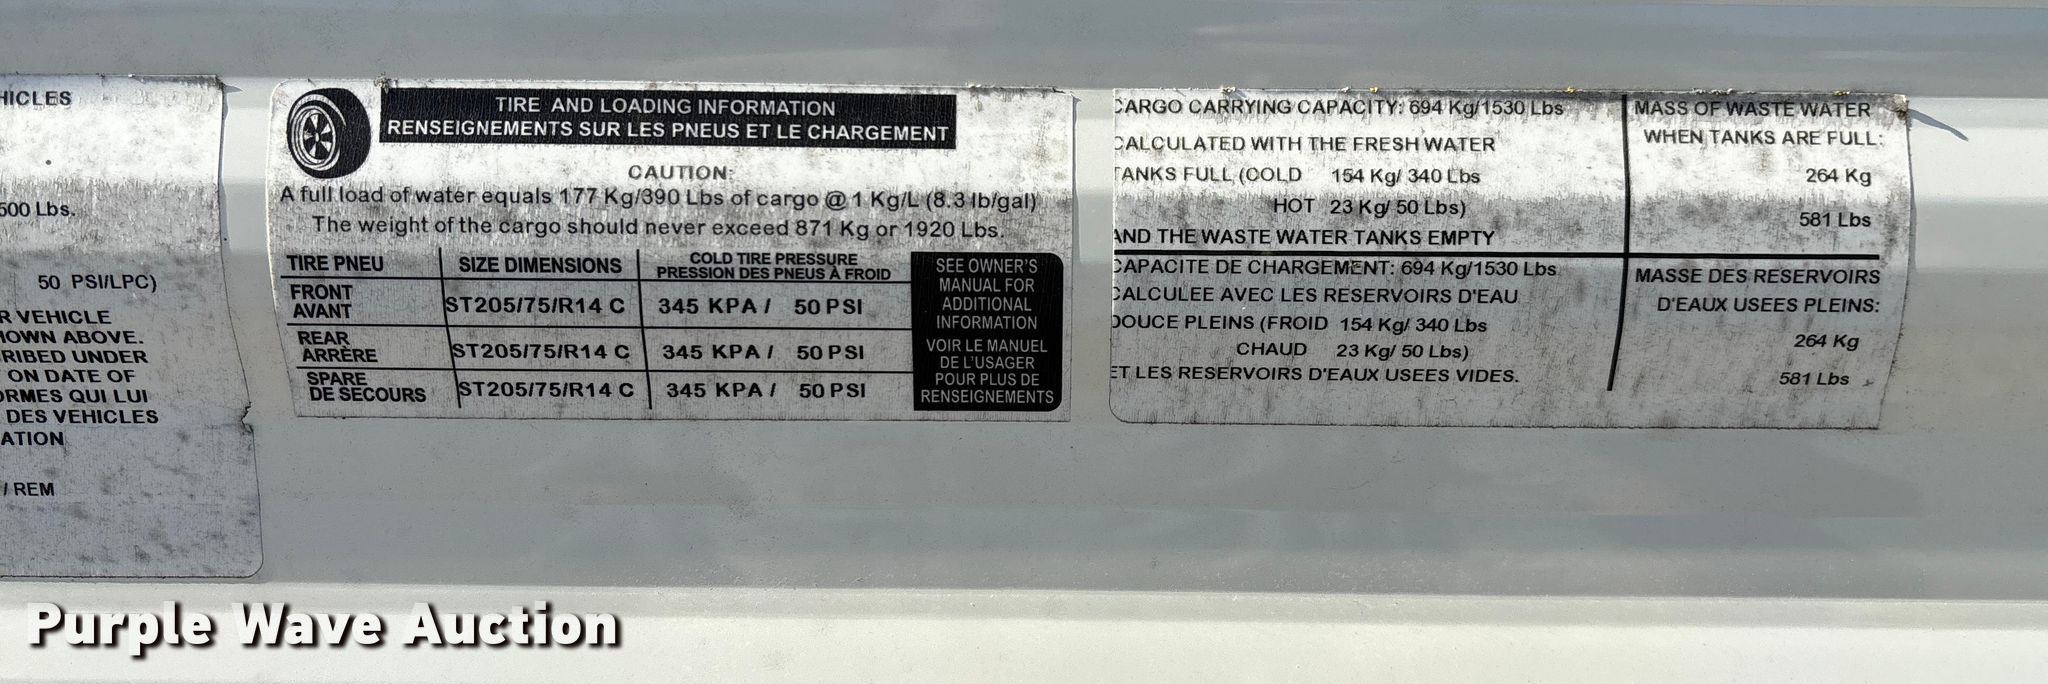 HICLES
500 Lbs.
50 PSI/LPC)
R VEHICLE
HOWN ABOVE.
RIBED UNDER
ON DATE OF
ORMES QUI LUI
DES VEHICLES
ATION
/ REM
TIRE AND LOADING INFORMATION
RENSEIGNEMENTS SUR LES PNEUS ET LE CHARGEMENT
CAUTION:
A full load of water equals 177 Kg/390 Lbs of cargo @ 1 Kg/L (8.3 lb/gal)
The weight of the cargo should never exceed 871 Kg or 1920 Lbs.
TIRE PNEU SIZE DIMENSIONS COLD TIRE PRESSURE
PRESSION DES PNEUS À FROID
FRONT
AVANT ST205/75/R14 C 345 KPA / 50 PSI
REAR
ARRÈRE ST205/75/R14 C 345 KPA / 50 PSI
SPARE
DE SECOURS ST205/75/R14 C 345 KPA / 50 PSI
SEE OWNER'S
MANUAL FOR
ADDITIONAL
INFORMATION
VOIR LE MANUEL
DE L'USAGER
POUR PLUS DE
RENSEIGNEMENTS
CARGO CARRYING CAPACITY: 694 Kg/1530 Lbs
CALCULATED WITH THE FRESH WATER
TANKS FULL (COLD 154 Kg/ 340 Lbs
HOT 23 Kg/ 50 Lbs)
AND THE WASTE WATER TANKS EMPTY
MASS OF WASTE WATER
WHEN TANKS ARE FULL:
264 Kg
581 Lbs
CAPACITE DE CHARGEMENT: 694 Kg/1530 Lbs
CALCULEE AVEC LES RESERVOIRS D'EAU
DOUCE PLEINS (FROID 154 Kg/ 340 Lbs
CHAUD 23 Kg/ 50 Lbs)
ET LES RESERVOIRS D'EAUX USEES VIDES.
MASSE DES RESERVOIRS
D'EAUX USEES PLEINS:
264 Kg
581 Lbs
Purple Wave Auction